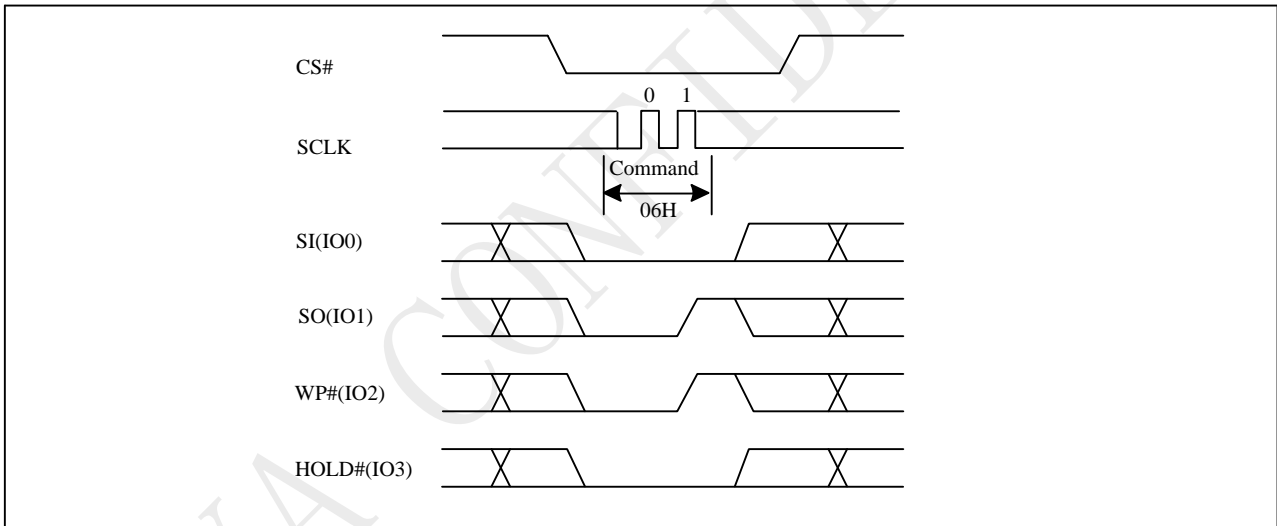 CS#
0 1
SCLK
Command
06H
SI(IO0)
SO(IO1)
WP#(IO2)
HOLD#(IO3)